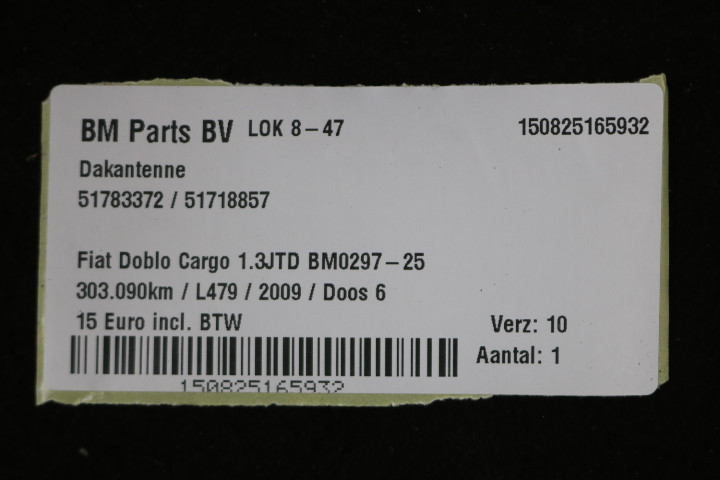 BM Parts BV LOK 8-47 150825165932
Dakantenne
51783372 / 51718857
Fiat Doblo Cargo 1.3JTD BM0297-25
303.090km / L479 / 2009 / Doos 6
15 Euro incl. BTW Verz: 10
Aantal: 1
150825165932